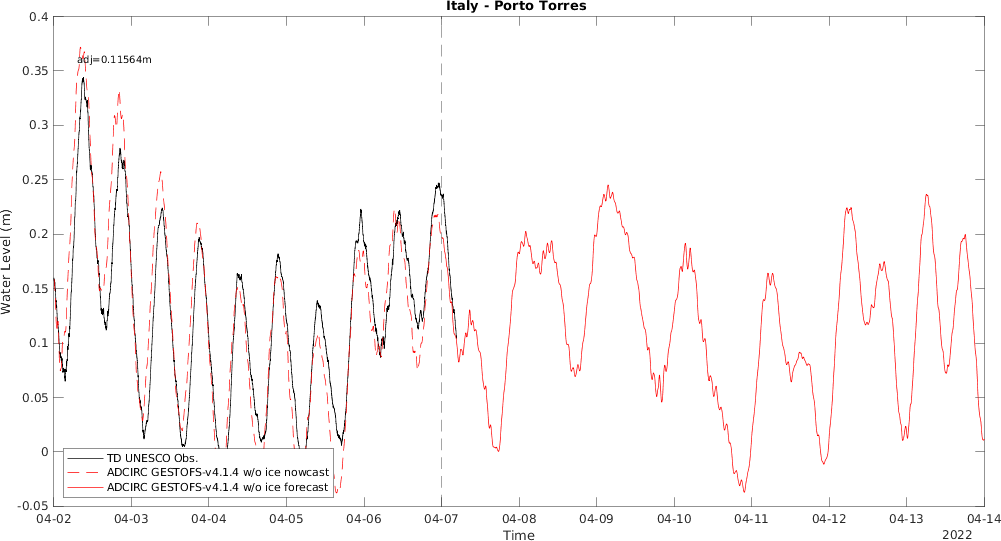 Italy - Porto Torres
adj=0.11564m
Water Level (m)
0.4
0.35
0.3
0.25
0.2
0.15
0.1
0.05
0
-0.05
TD UNESCO Obs.
ADCIRC GESTOFS-v4.1.4 w/o ice nowcast
ADCIRC GESTOFS-v4.1.4 w/o ice forecast
04-02 04-03 04-04 04-05 04-06 04-07 04-08 04-09 04-10 04-11 04-12 04-13 04-14
Time
2022